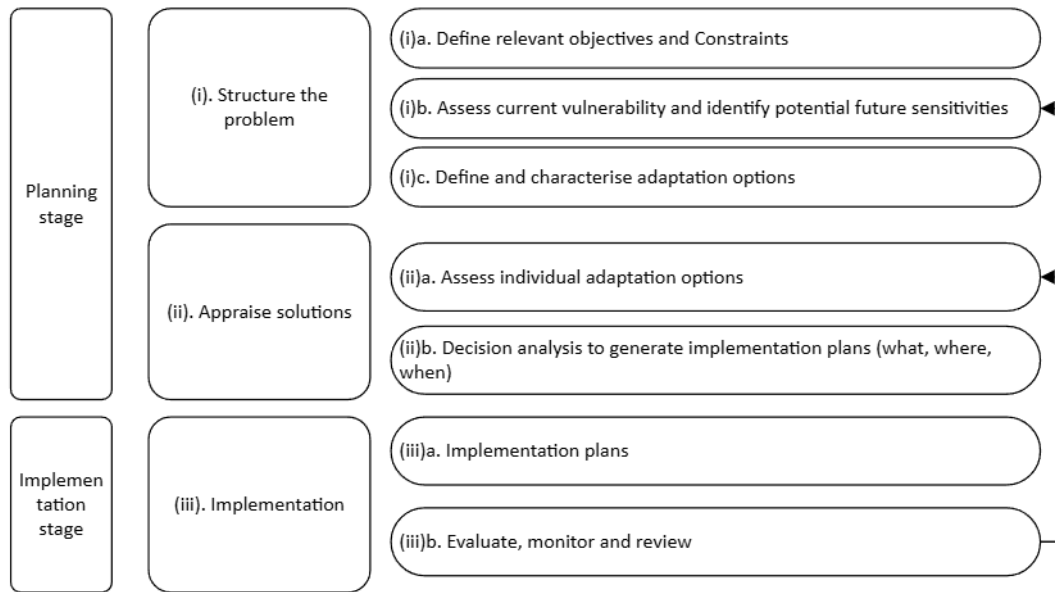 Planning
stage
(i). Structure the
problem
(i)a. Define relevant objectives and Constraints
(i)b. Assess current vulnerability and identify potential future sensitivities
(i)c. Define and characterise adaptation options
(ii). Appraise solutions
(ii)a. Assess individual adaptation options
(ii)b. Decision analysis to generate implementation plans (what, where,
when)
Implemen
tation
stage
(iii). Implementation
(iii)a. Implementation plans
(iii)b. Evaluate, monitor and review